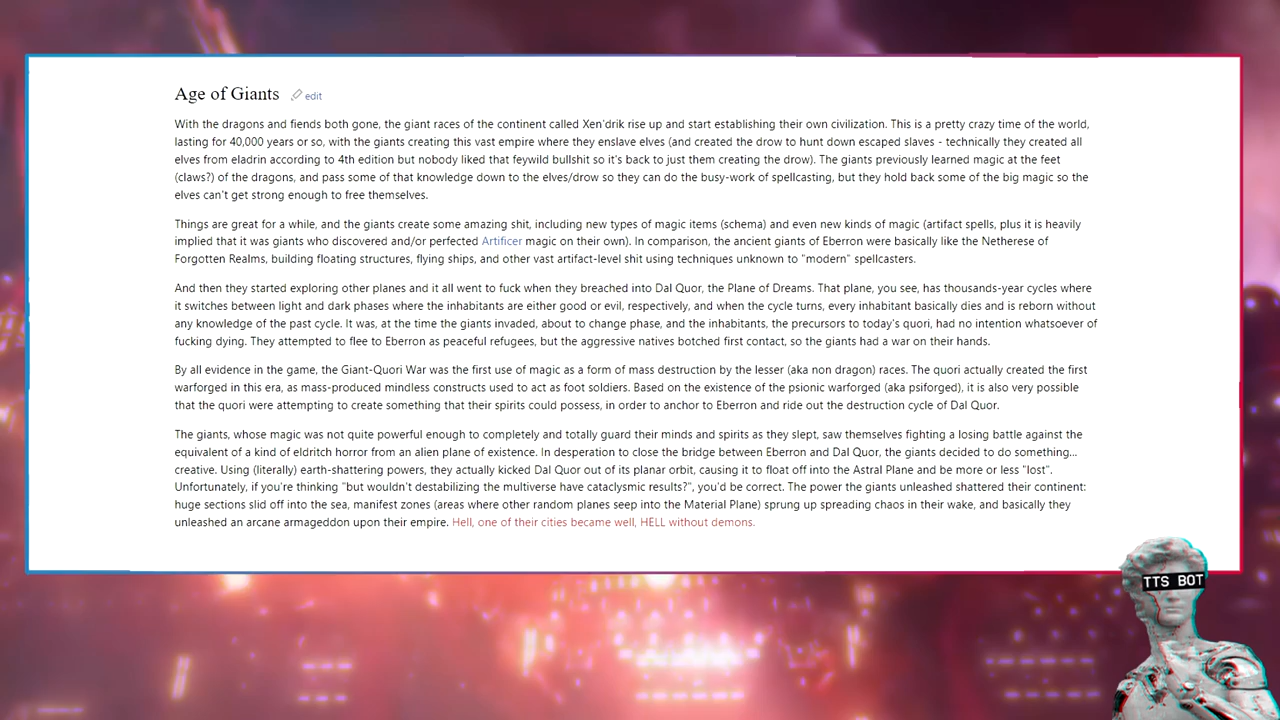 Age of Giants edit
With the dragons and fiends both gone, the giant races of the continent called Xen'drik rise up and start establishing their own civilization. This is a pretty crazy time of the world,
lasting for 40,000 years or so, with the giants creating this vast empire where they enslave elves (and created the drow to hunt down escaped slaves - technically they created all
elves from eladrin according to 4th edition but nobody liked that feywild bullshit so it's back to just them creating the drow). The giants previously learned magic at the feet
(claws?) of the dragons, and pass some of that knowledge down to the elves/drow so they can do the busy-work of spellcasting, but they hold back some of the big magic so the
elves can't get strong enough to free themselves.
Things are great for a while, and the giants create some amazing shit, including new types of magic items (schema) and even new kinds of magic (artifact spells, plus it is heavily
implied that it was giants who discovered and/or perfected Artificer magic on their own). In comparison, the ancient giants of Eberron were basically like the Netherese of
Forgotten Realms, building floating structures, flying ships, and other vast artifact-level shit using techniques unknown to "modern" spellcasters.
And then they started exploring other planes and it all went to fuck when they breached into Dal Quor, the Plane of Dreams. That plane, you see, has thousands-year cycles where
it switches between light and dark phases where the inhabitants are either good or evil, respectively, and when the cycle turns, every inhabitant basically dies and is reborn without
any knowledge of the past cycle. It was, at the time the giants invaded, about to change phase, and the inhabitants, the precursors to today's quori, had no intention whatsoever of
fucking dying. They attempted to flee to Eberron as peaceful refugees, but the aggressive natives botched first contact, so the giants had a war on their hands.
By all evidence in the game, the Giant-Quori War was the first use of magic as a form of mass destruction by the lesser (aka non dragon) races. The quori actually created the first
warforged in this era, as mass-produced mindless constructs used to act as foot soldiers. Based on the existence of the psionic warforged (aka psiforged), it is also very possible
that the quori were attempting to create something that their spirits could possess, in order to anchor to Eberron and ride out the destruction cycle of Dal Quor.
The giants, whose magic was not quite powerful enough to completely and totally guard their minds and spirits as they slept, saw themselves fighting a losing battle against the
equivalent of a kind of eldritch horror from an alien plane of existence. In desperation to close the bridge between Eberron and Dal Quor, the giants decided to do something...
creative. Using (literally) earth-shattering powers, they actually kicked Dal Quor out of its planar orbit, causing it to float off into the Astral Plane and be more or less "lost".
Unfortunately, if you're thinking "but wouldn't destabilizing the multiverse have cataclysmic results?", you'd be correct. The power the giants unleashed shattered their continent:
huge sections slid off into the sea, manifest zones (areas where other random planes seep into the Material Plane) sprung up spreading chaos in their wake, and basically they
unleashed an arcane armageddon upon their empire. Hell, one of their cities became well, HELL without demons.
TTS BOT